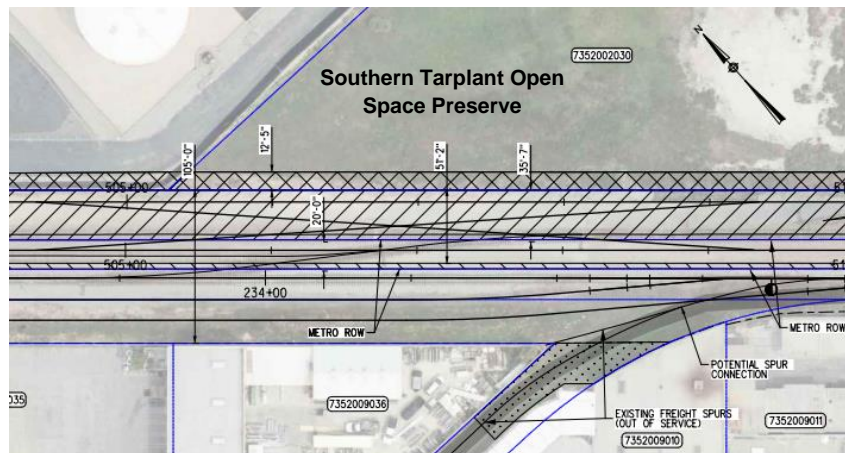 Southern Tarplant Open
Space Preserve
7352002030
N
105'-0"
12'-5"
20'-0"
51'-2"
35'-7"
505+00
505+00
234+00
METRO ROW
METRO ROW
POTENTIAL SPUR
CONNECTION
EXISTING FREIGHT SPURS
(OUT OF SERVICE)
035
7352009036
7352009010
7352009011